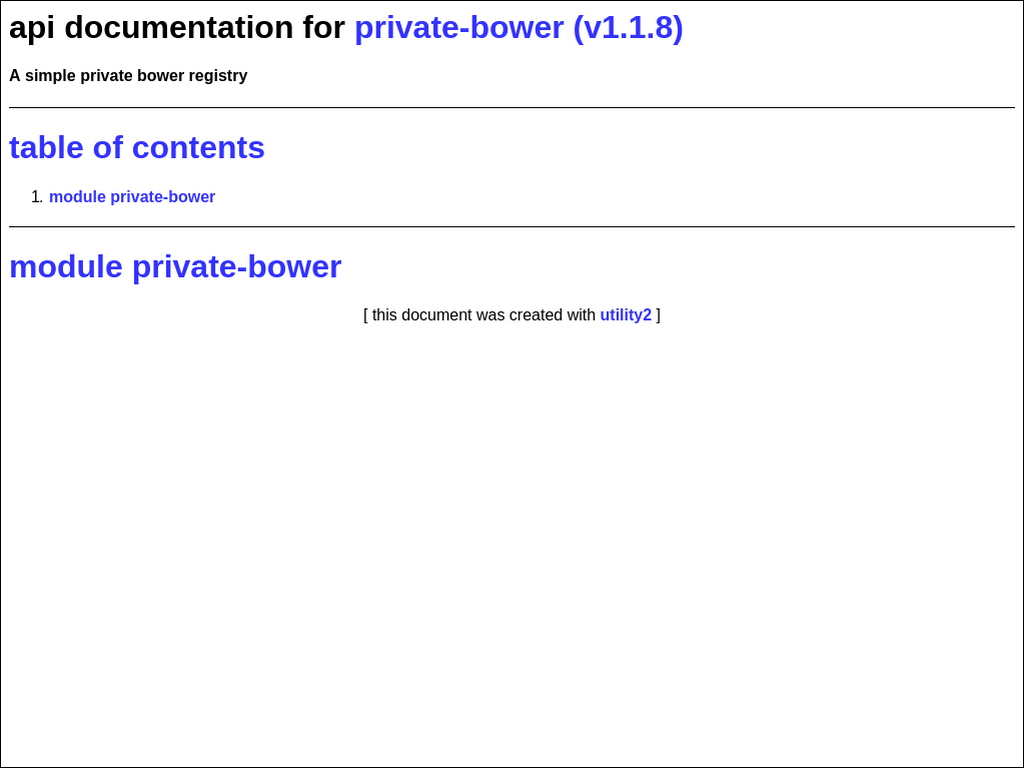 api documentation for private-bower (v1.1.8)
A simple private bower registry
table of contents
1. module private-bower
module private-bower
[ this document was created with utility2 ]